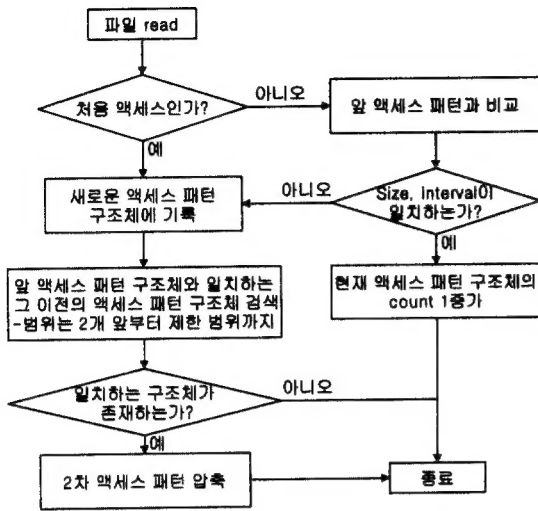 파일 read
처음 액세스인가?
아니오
앞 액세스 패턴과 비교
예
새로운 액세스 패턴
구조체에 기록
아니오
Size, Interval이
일치하는가?
예
앞 액세스 패턴 구조체와 일치하는
그 이전의 액세스 패턴 구조체 검색
-범위는 2개 앞부터 제한 범위까지
현재 액세스 패턴 구조체의
count 1증가
일치하는 구조체가
존재하는가?
아니오
예
2차 액세스 패턴 압축
종료